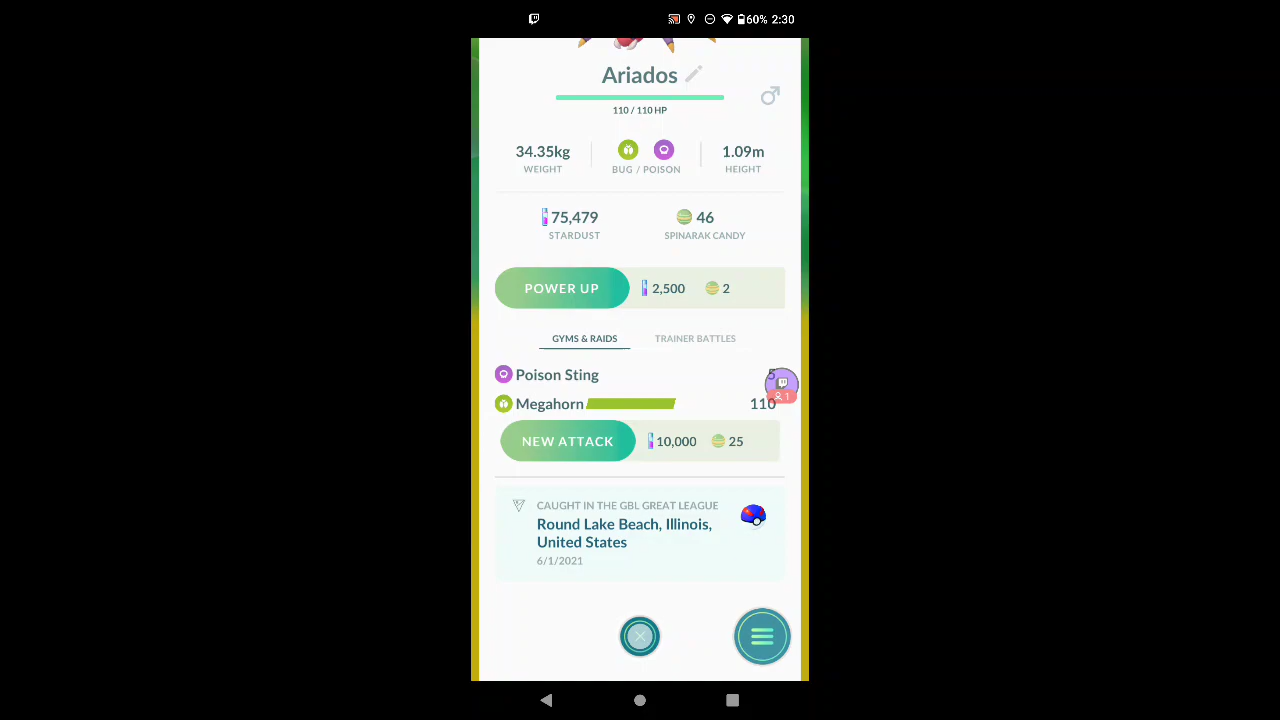 60% 2:30
Ariados
110 / 110 HP
34.35kg
WEIGHT
BUG / POISON
1.09m
HEIGHT
75,479
STARDUST
46
SPINARAK CANDY
POWER UP 2,500 2
GYMS & RAIDS TRAINER BATTLES
Poison Sting 5
1
Megahorn 110
NEW ATTACK 10,000 25
CAUGHT IN THE GBL GREAT LEAGUE
Round Lake Beach, Illinois,
United States
6/1/2021